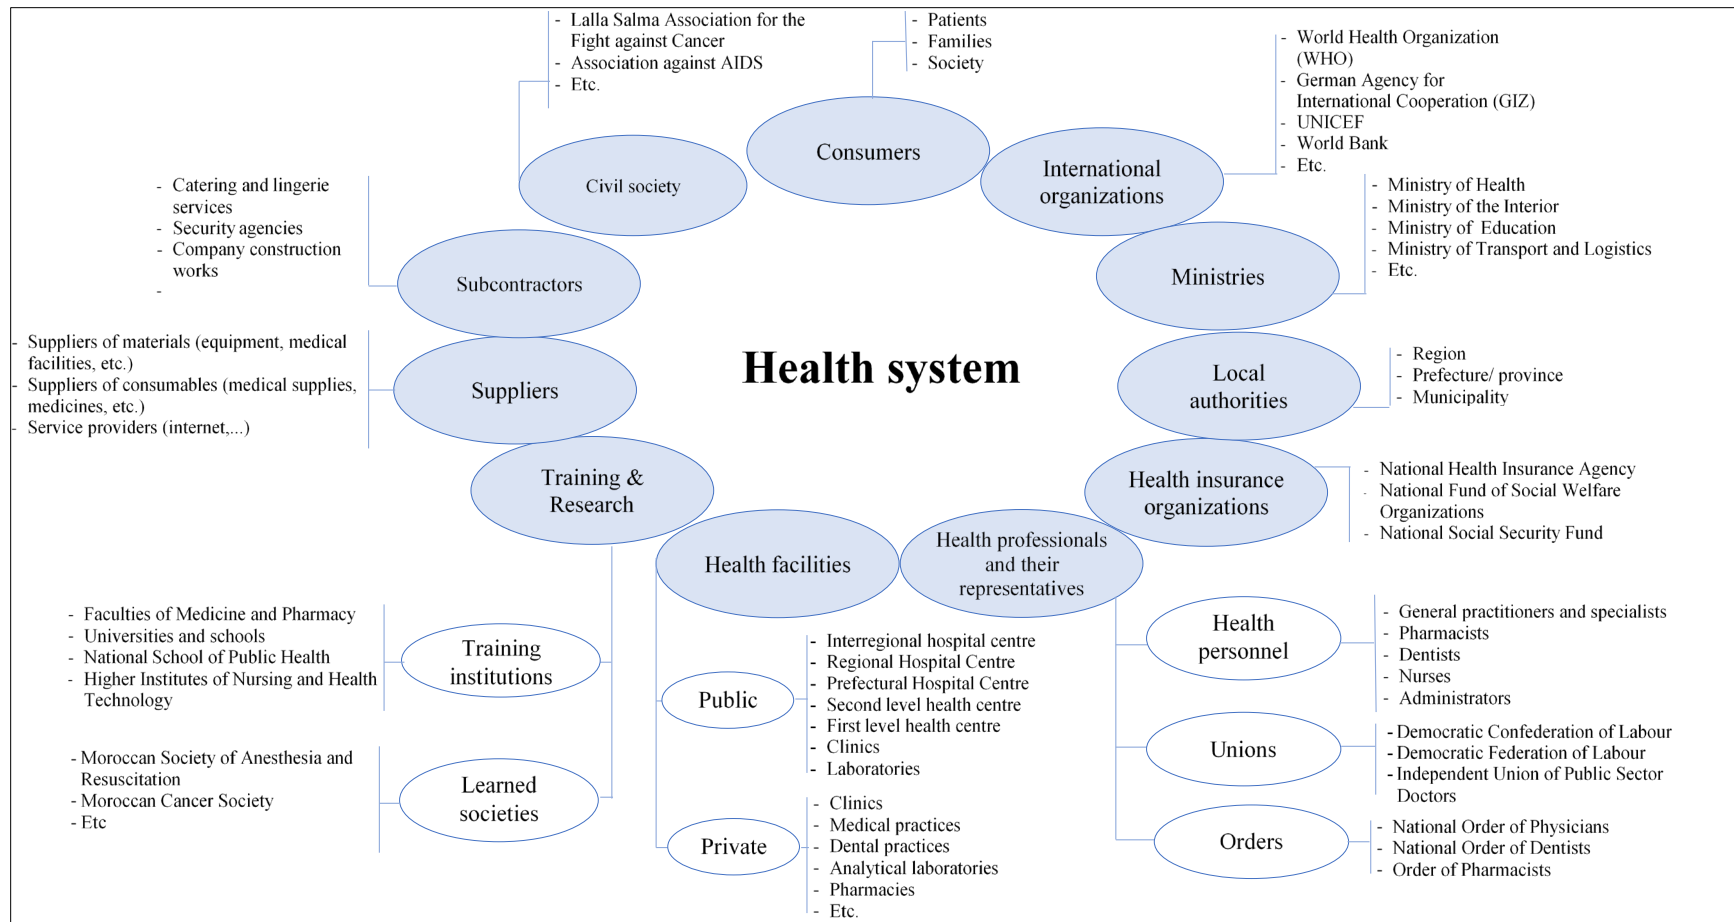 - Lalla Salma Association for the
Fight against Cancer
- Association against AIDS
- Etc.
- Patients
- Families
- Society
- World Health Organization
(WHO)
- German Agency for
International Cooperation (GIZ)
- UNICEF
- World Bank
- Etc.
Consumers
International
organizations
Civil society
- Catering and lingerie
services
- Security agencies
- Company construction
works
-
- Ministry of Health
- Ministry of the Interior
- Ministry of Education
- Ministry of Transport and Logistics
- Etc.
Subcontractors
Ministries
- Suppliers of materials (equipment, medical
facilities, etc.)
- Suppliers of consumables (medical supplies,
medicines, etc.)
- Service providers (internet,...)
Suppliers
Health system
Local
authorities
- Region
- Prefecture/ province
- Municipality
Training &
Research
Health insurance
organizations
- National Health Insurance Agency
- National Fund of Social Welfare
Organizations
- National Social Security Fund
Health facilities
Health professionals
and their
representatives
- Faculties of Medicine and Pharmacy
- Universities and schools
- National School of Public Health
- Higher Institutes of Nursing and Health
Technology
Training
institutions
Public
- Interregional hospital centre
- Regional Hospital Centre
- Prefectural Hospital Centre
- Second level health centre
- First level health centre
- Clinics
- Laboratories
Health
personnel
- General practitioners and specialists
- Pharmacists
- Dentists
- Nurses
- Administrators
- Moroccan Society of Anesthesia and
Resuscitation
- Moroccan Cancer Society
- Etc
Learned
societies
Private
- Clinics
- Medical practices
- Dental practices
- Analytical laboratories
- Pharmacies
- Etc.
Unions
- Democratic Confederation of Labour
- Democratic Federation of Labour
- Independent Union of Public Sector
Doctors
Orders
- National Order of Physicians
- National Order of Dentists
- Order of Pharmacists